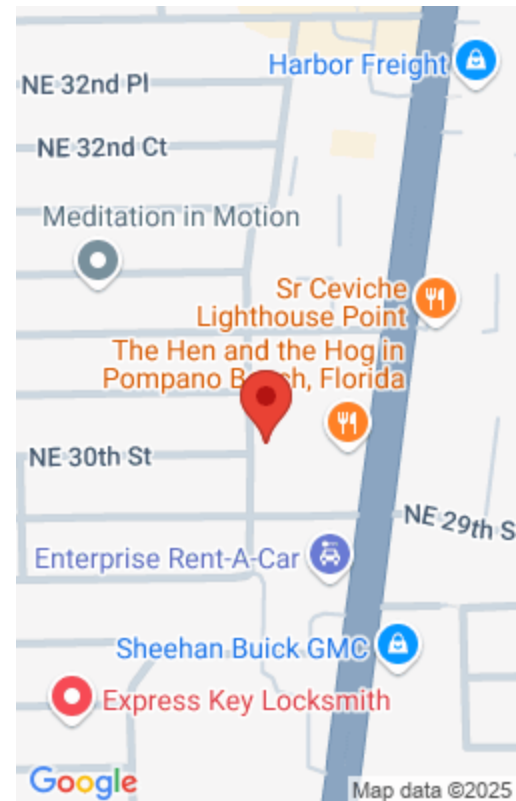 Harbor Freight
NE 32nd Pl
NE 32nd Ct
Meditation in Motion
Sr Ceviche
Lighthouse Point
The Hen and the Hog in
Pompano B ch, Florida
NE 30th St
NE 29th S
Enterprise Rent-A-Car
Sheehan Buick GMC
Express Key Locksmith
Google
Map data ©2025